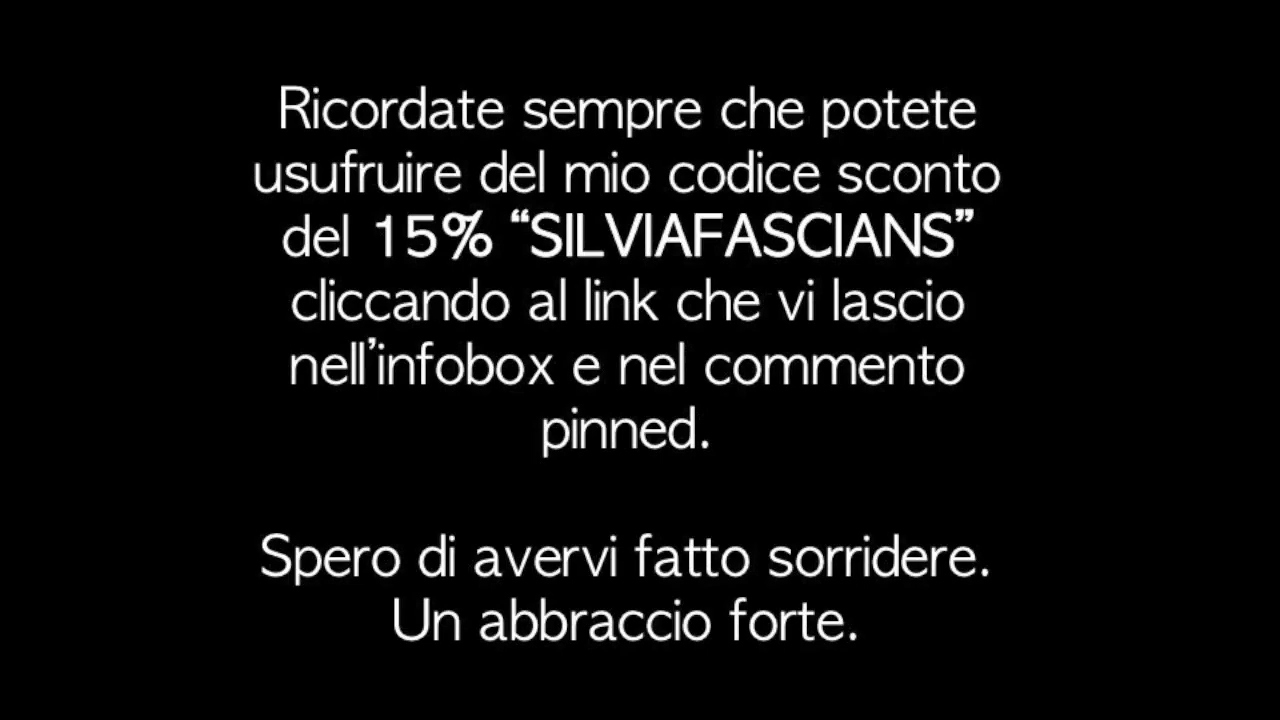 Ricordate sempre che potete
usufruire del mio codice sconto
del 15% “SILVIAFASCIANS”
cliccando al link che vi lascio
nell’infobox e nel commento
pinned.
Spero di avervi fatto sorridere.
Un abbraccio forte.